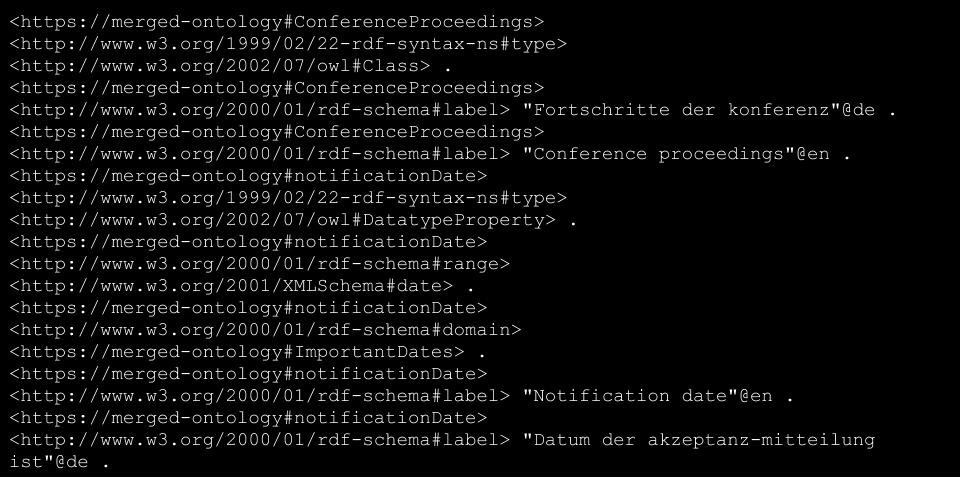 <https://merged-ontology#ConferenceProceedings>
<http://www.w3.org/1999/02/22-rdf-syntax-ns#type>
<http://www.w3.org/2002/07/owl#Class> .
<https://merged-ontology#ConferenceProceedings>
<http://www.w3.org/2000/01/rdf-schema#label> "Fortschritte der konferenz"@de .
<https://merged-ontology#ConferenceProceedings>
<http://www.w3.org/2000/01/rdf-schema#label> "Conference proceedings"@en .
<https://merged-ontology#notificationDate>
<http://www.w3.org/1999/02/22-rdf-syntax-ns#type>
<http://www.w3.org/2002/07/owl#DatatypeProperty> .
<https://merged-ontology#notificationDate>
<http://www.w3.org/2000/01/rdf-schema#range>
<http://www.w3.org/2001/XMLSchema#date> .
<https://merged-ontology#notificationDate>
<http://www.w3.org/2000/01/rdf-schema#domain>
<https://merged-ontology#ImportantDates> .
<https://merged-ontology#notificationDate>
<http://www.w3.org/2000/01/rdf-schema#label> "Notification date"@en .
<https://merged-ontology#notificationDate>
<http://www.w3.org/2000/01/rdf-schema#label> "Datum der akzeptanz-mitteilung
ist"@de .